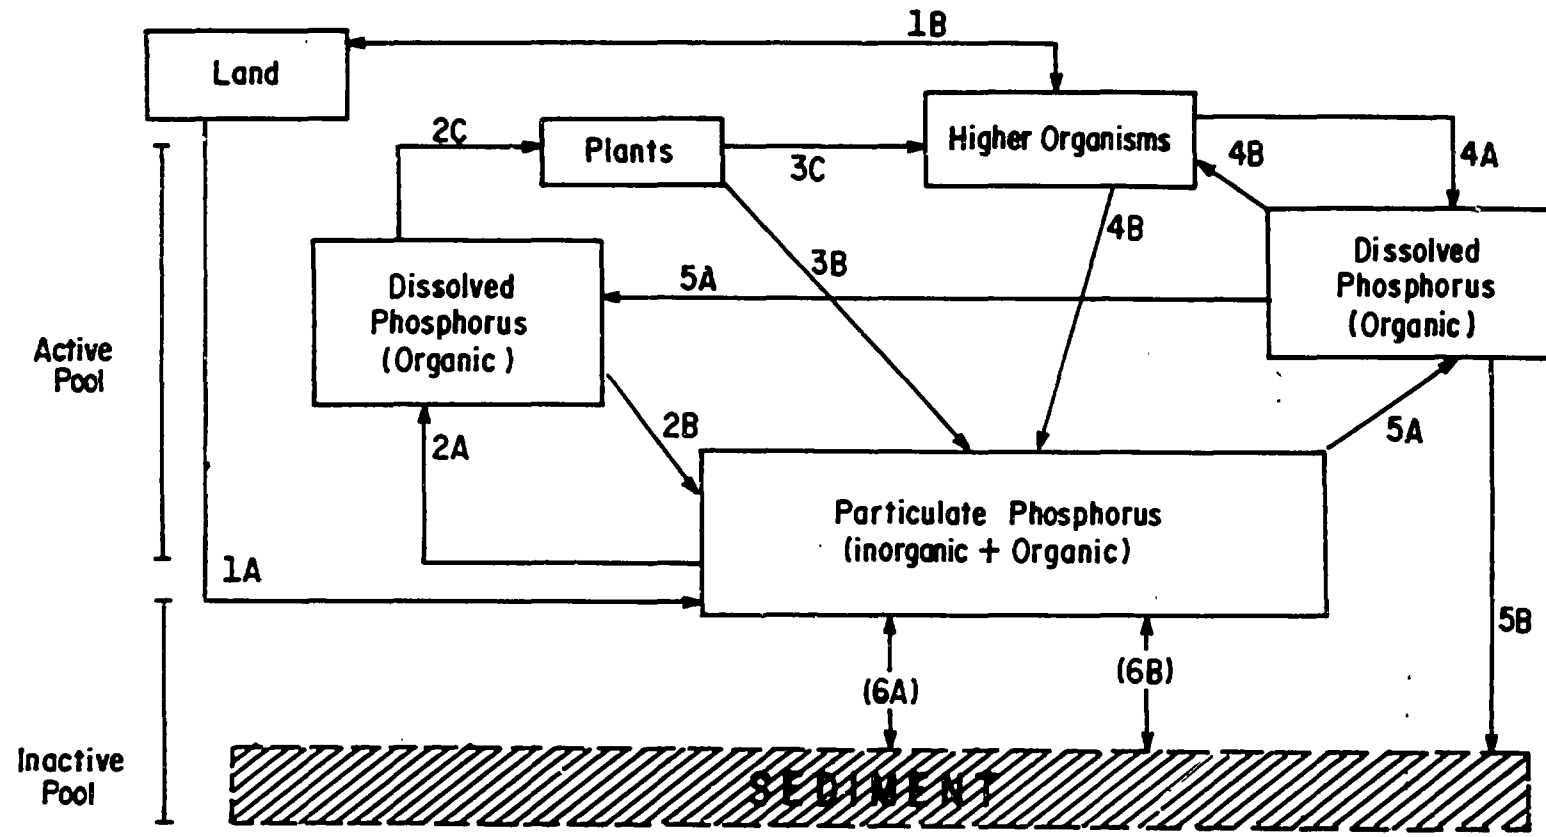 1B
Land
2C
Plants
3C
Higher Organisms
4B
4A
4B
3B
5A
Dissolved
Phosphorus
(Organic)
Dissolved
Phosphorus
(Organic)
Active
Pool
2A
2B
5A
Particulate Phosphorus
(inorganic + Organic)
1A
5B
(6A)
(6B)
Inactive
Pool
SEDIMENT